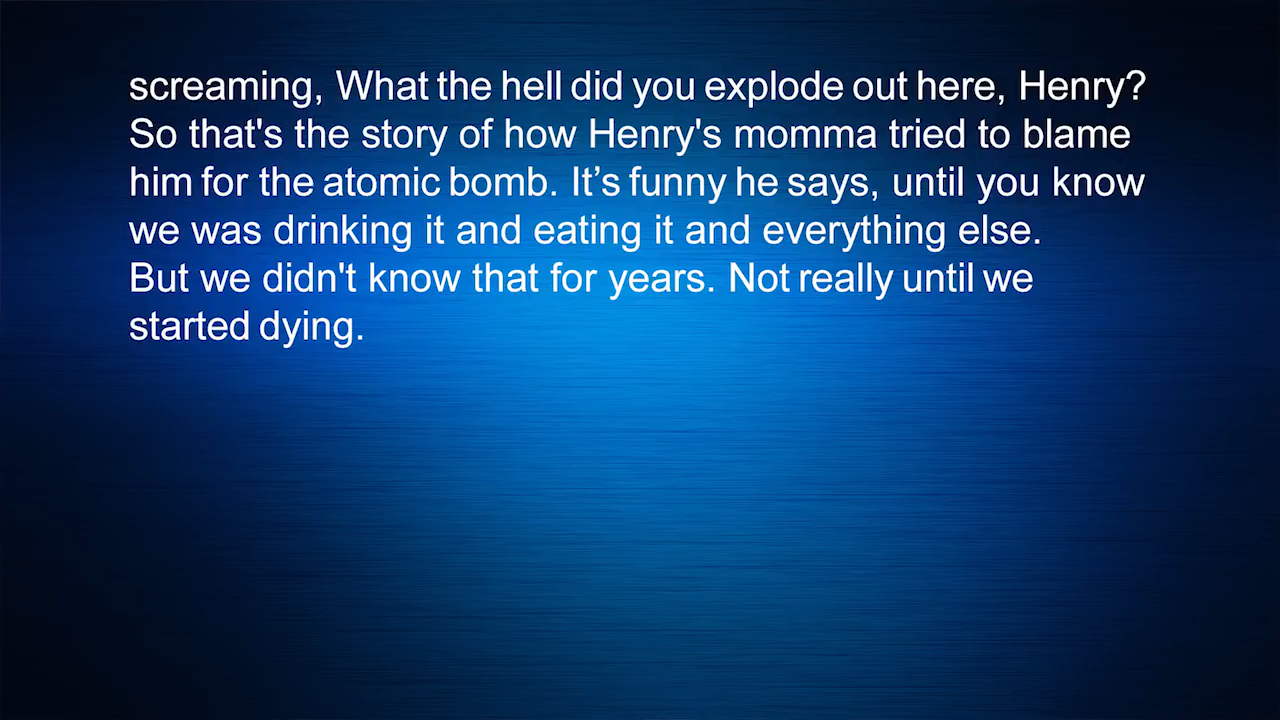 screaming, What the hell did you explode out here, Henry?
So that's the story of how Henry's momma tried to blame
him for the atomic bomb. It’s funny he says, until you know
we was drinking it and eating it and everything else.
But we didn't know that for years. Not really until we
started dying.